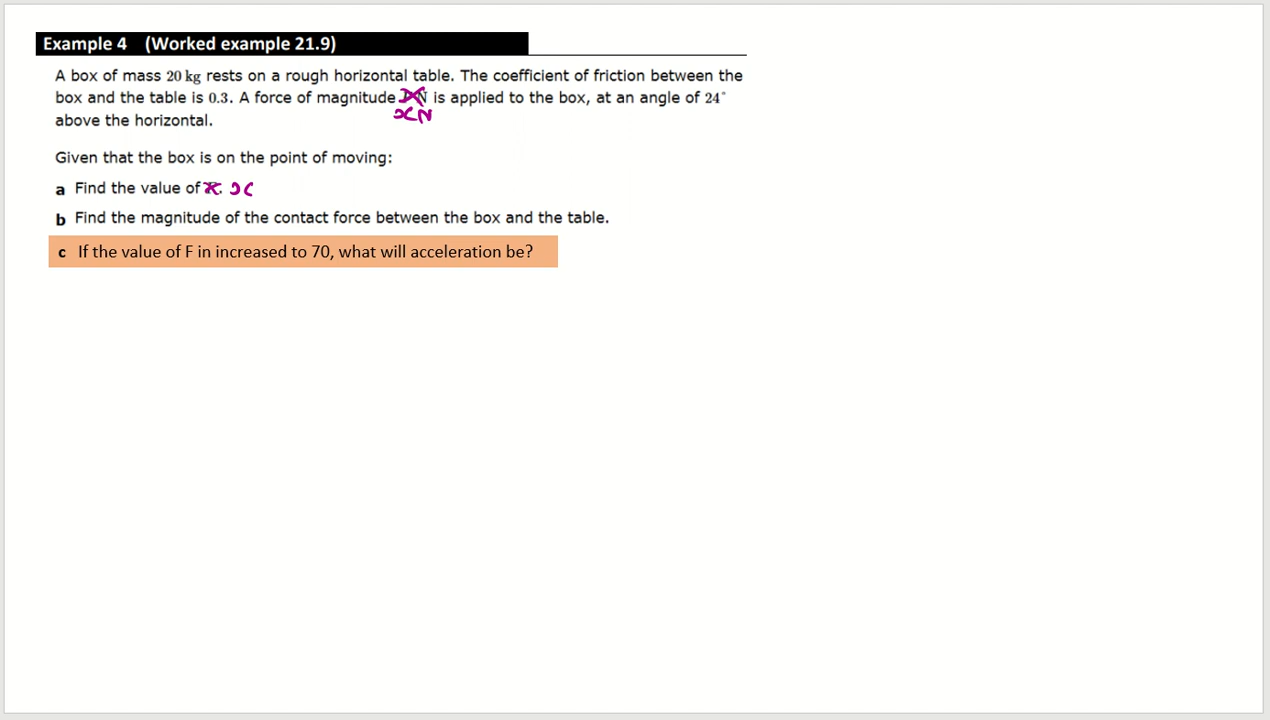 Example 4 (Worked example 21.9)
A box of mass 20 kg rests on a rough horizontal table. The coefficient of friction between the
box and the table is 0.3. A force of magnitude N is applied to the box, at an angle of 24°
xN
above the horizontal.
Given that the box is on the point of moving:
a Find the value of . x
b Find the magnitude of the contact force between the box and the table.
c If the value of F in increased to 70, what will acceleration be?